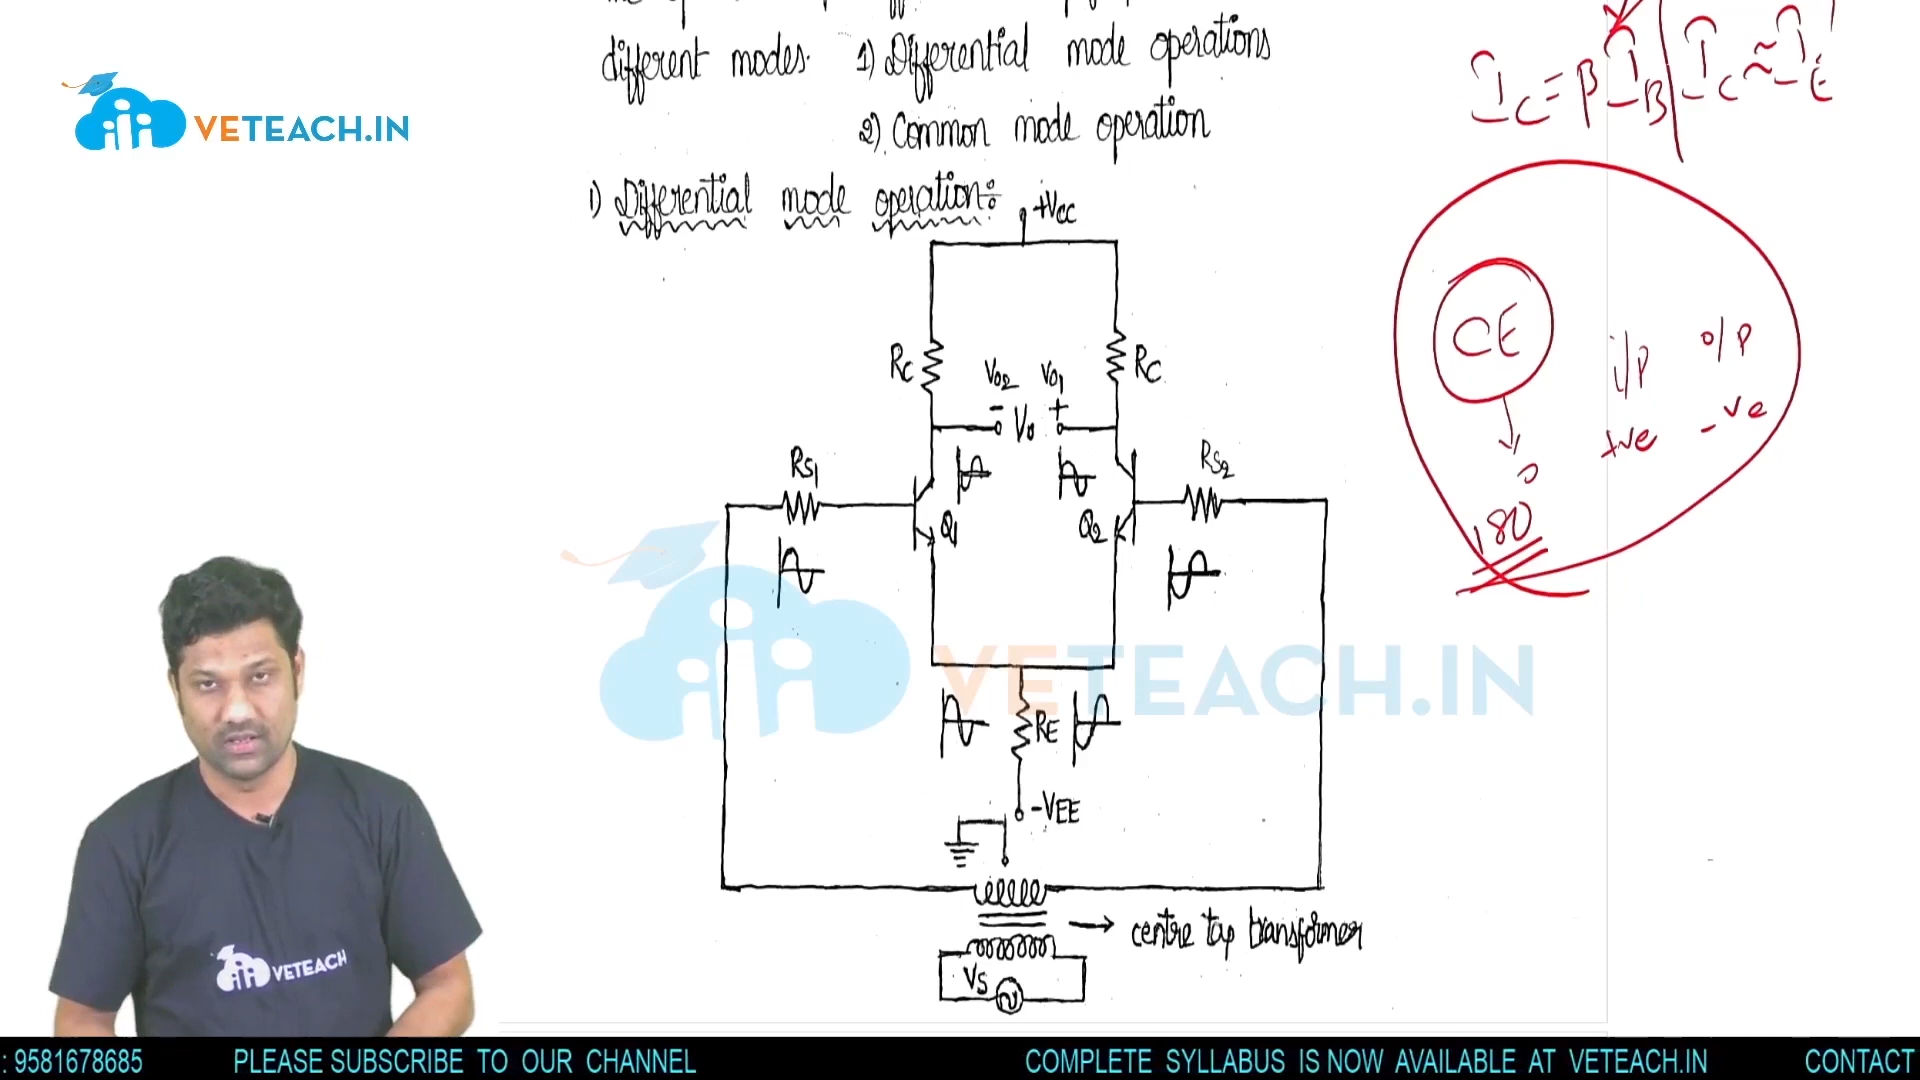 different modes. 1) Differential mode operations
2) Common mode operation
1) Differential mode operation:
VETEACH.IN
IC = β IB | IC ≈ IE
+VCC
RC
RC
VO2
VO1
- Vo +
CE
i/p o/p
+ve -ve
180°
RS1
RS2
Q1
Q2
VETEACH.IN
RE
-VEE
centre tap transformer
VS
VETEACH
: 9581678685 PLEASE SUBSCRIBE TO OUR CHANNEL COMPLETE SYLLABUS IS NOW AVAILABLE AT VETEACH.IN CONTACT